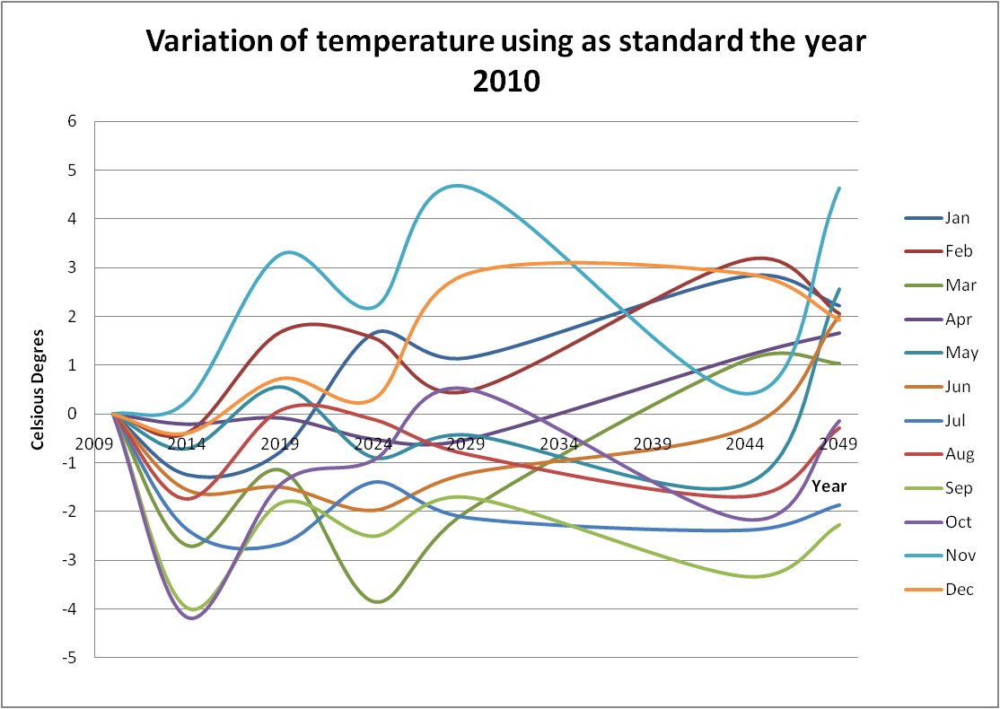 Variation of temperature using as standard the year
2010
6
5
4
3
2
1
0
-1
-2
-3
-4
-5
Celsious Degres
2009 2014 2019 2024 2029 2034 2039 2044 2049
Year
Jan
Feb
Mar
Apr
May
Jun
Jul
Aug
Sep
Oct
Nov
Dec